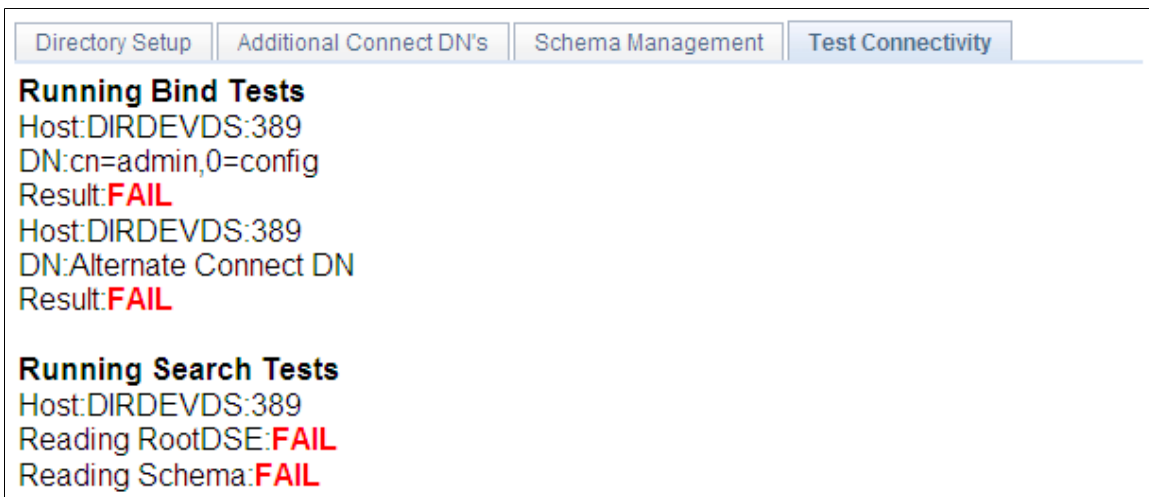 Directory Setup Additional Connect DN's Schema Management Test Connectivity
Running Bind Tests
Host:DIRDEVDS:389
DN:cn=admin,0=config
Result:FAIL
Host:DIRDEVDS:389
DN:Alternate Connect DN
Result:FAIL
Running Search Tests
Host:DIRDEVDS:389
Reading RootDSE:FAIL
Reading Schema:FAIL